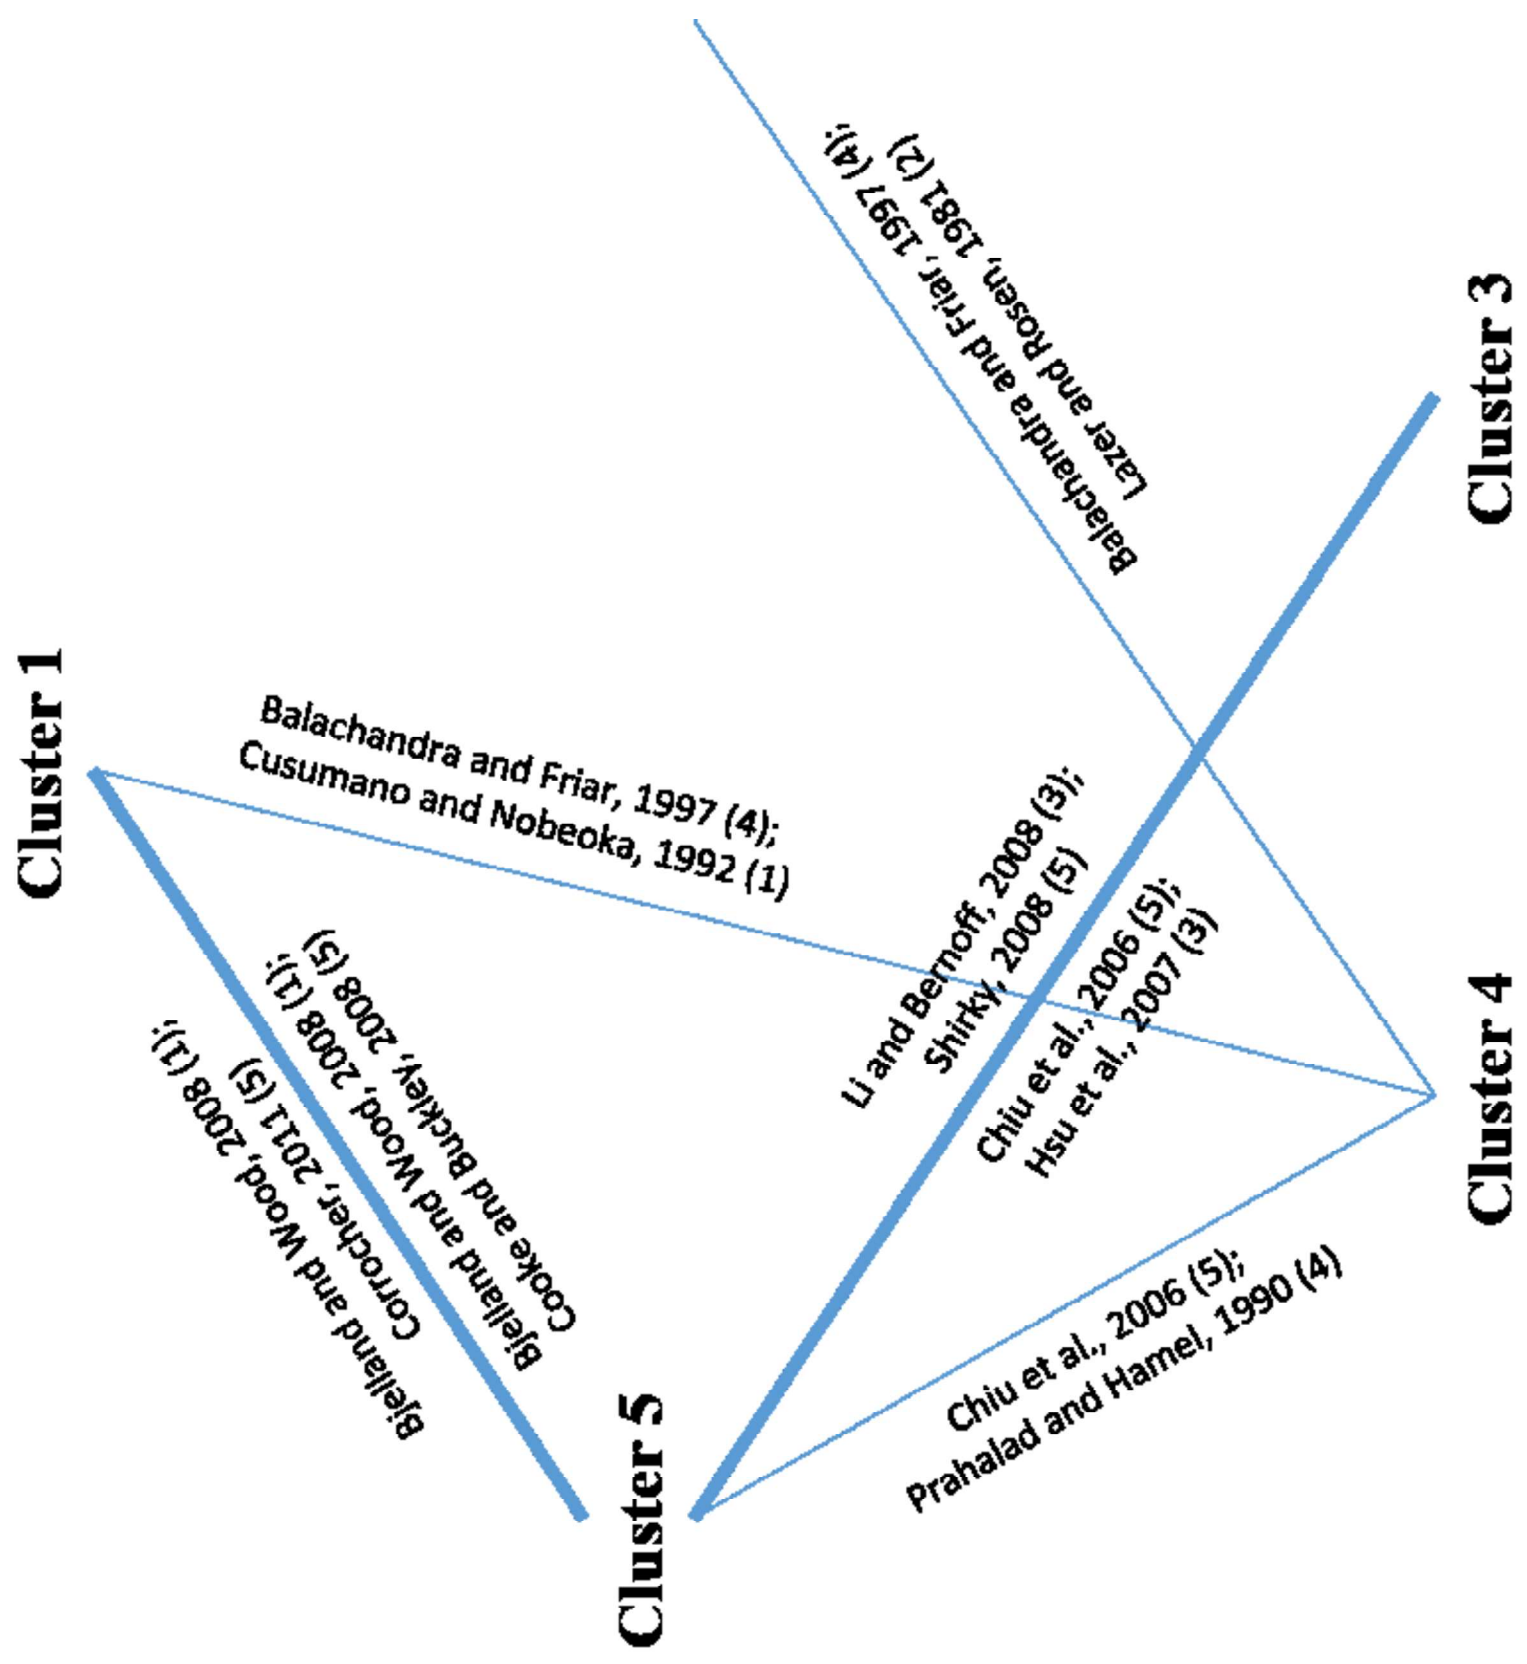 Cluster 1
Bjelland and Wood, 2008 (1);
Corrocher, 2011 (5)
Bjelland and Wood, 2008 (1);
Cooke and Buckley, 2008 (5)
Balachandra and Friar, 1997 (4);
Cusumano and Nobeoka, 1992 (1)
Cluster 5
Balachandra and Friar, 1997 (4);
Lazer and Rosen, 1981 (2)
Li and Bernoff, 2008 (3);
Shirky, 2008 (5)
Chiu et al., 2006 (5);
Hsu et al., 2007 (3)
Chiu et al., 2006 (5);
Prahalad and Hamel, 1990 (4)
Cluster 4
Cluster 3